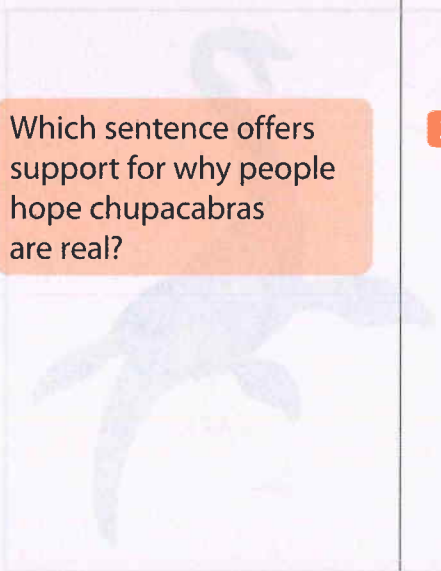 Which sentence offers
support for why people
hope chupacabras
are real?